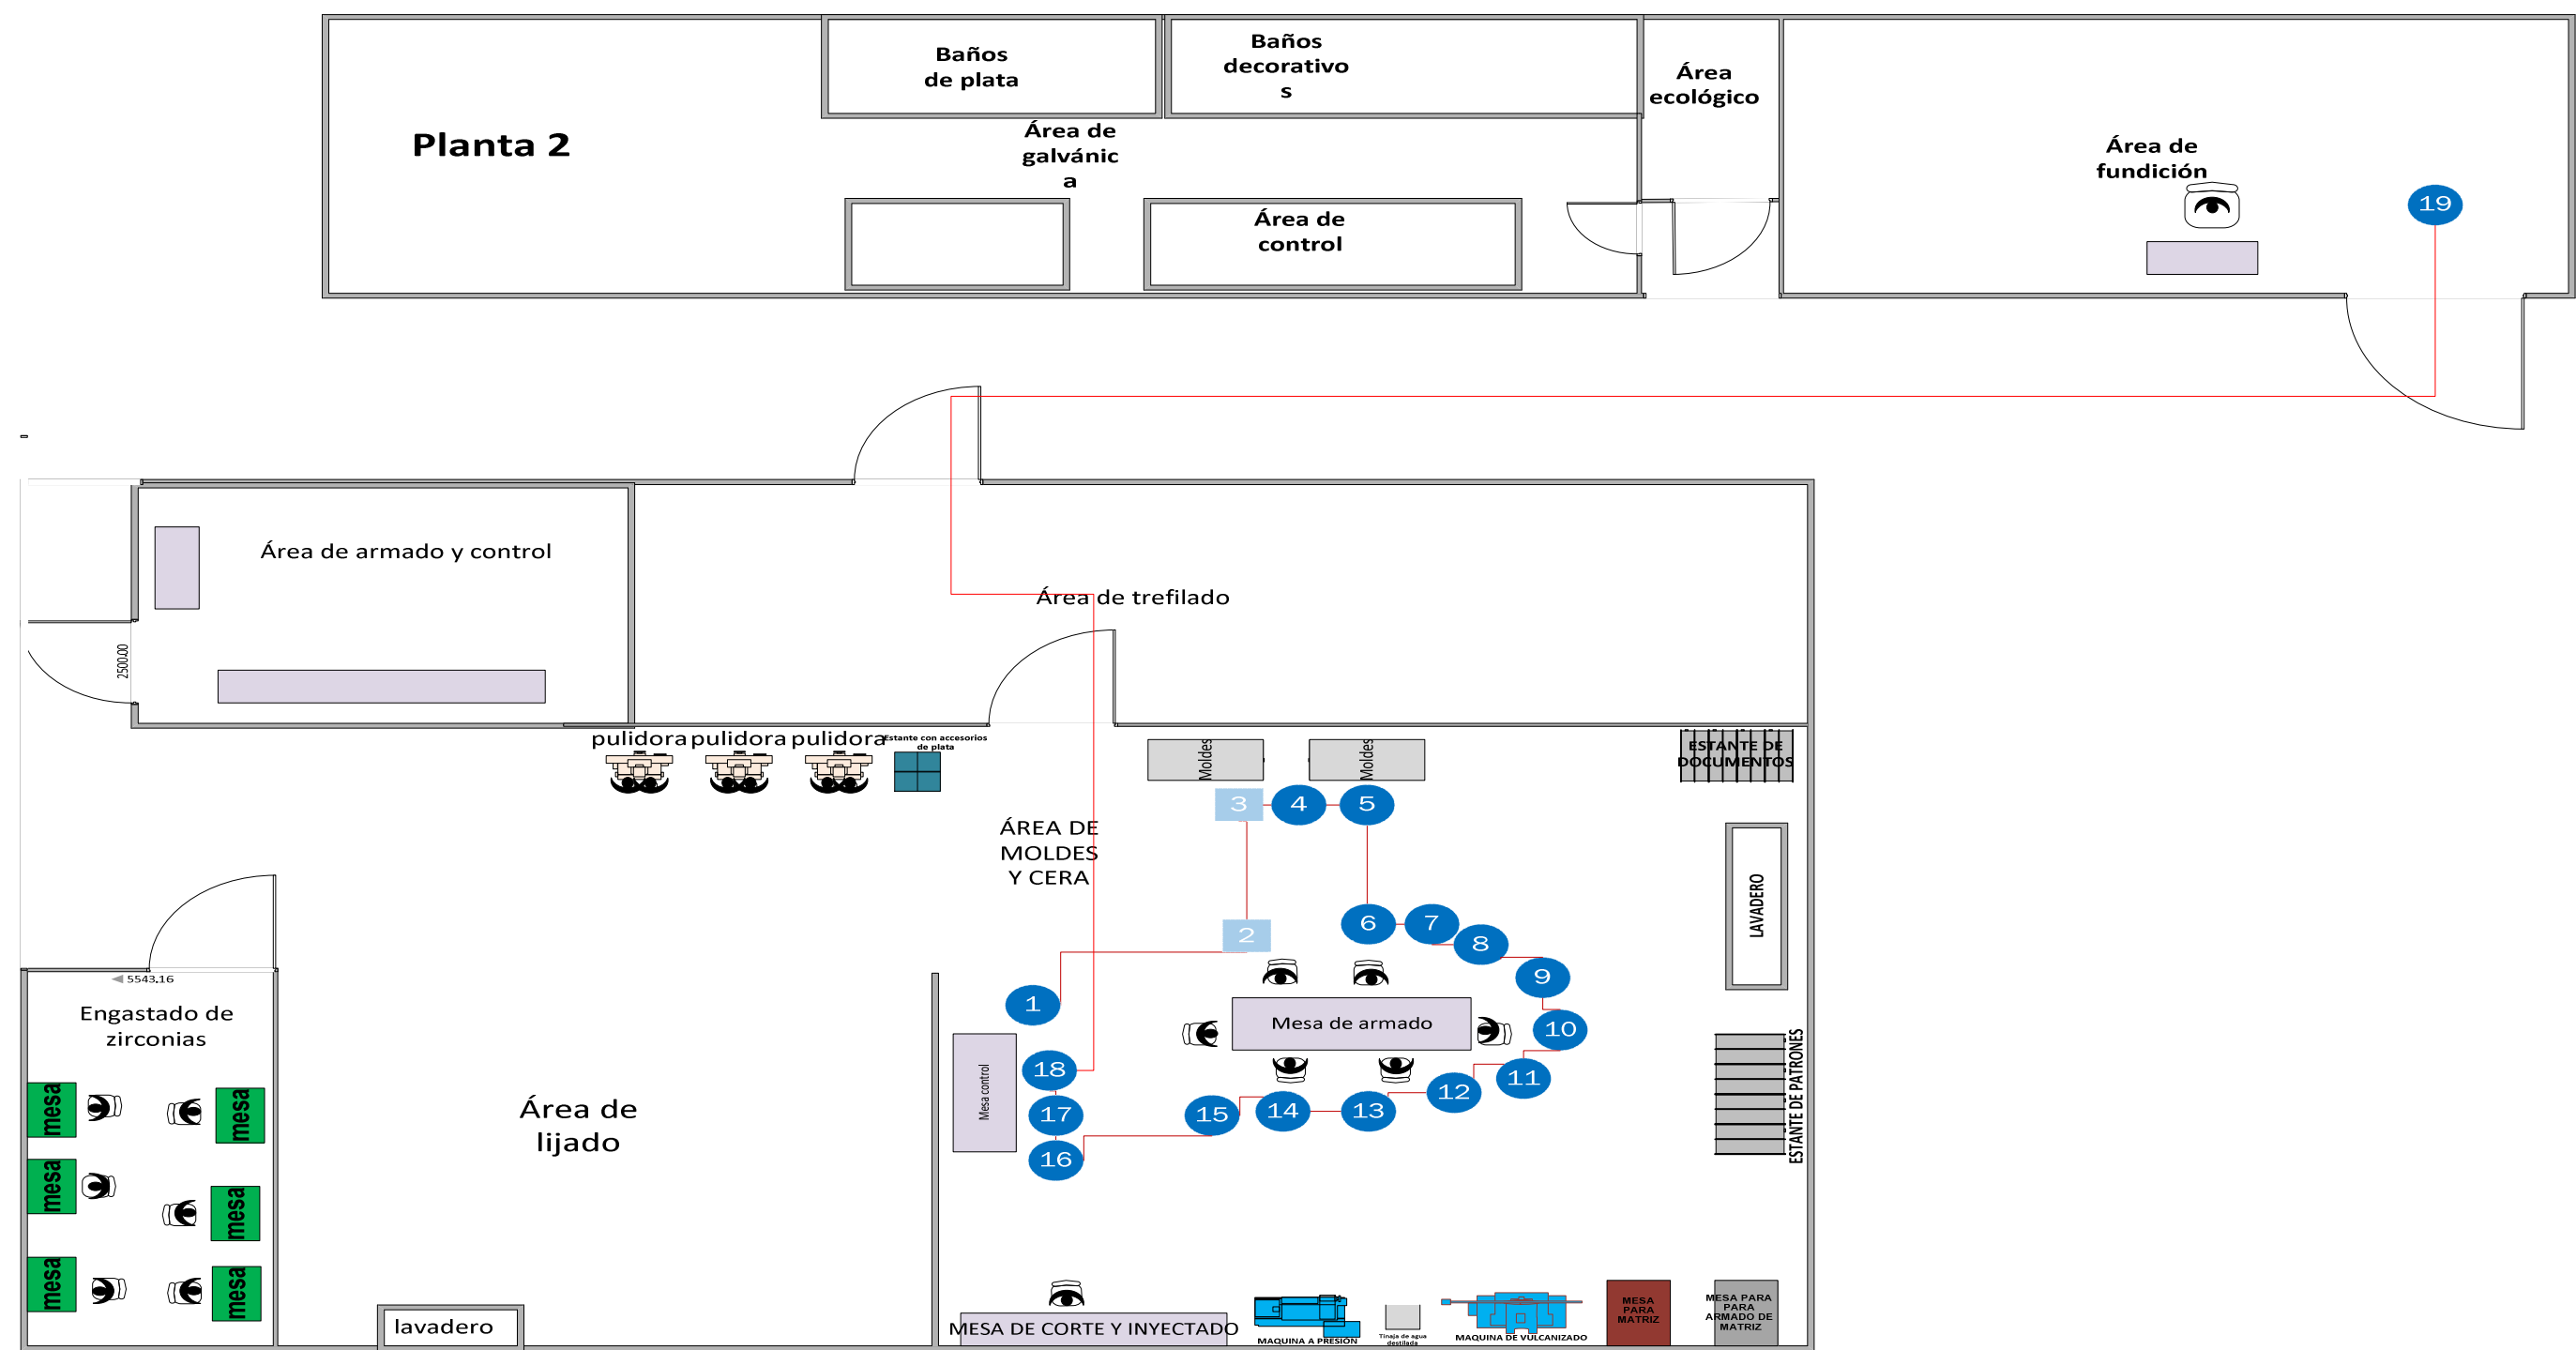 Baños
de plata
Baños
decorativo
s
Área
ecológico
Planta 2
Área de
galvánic
a
Área de
fundición
19
Área de
control
Área de armado y control
Área de trefilado
2500.00
pulidora
pulidora
pulidora
Estante con accesorios
de plata
Moldes
Moldes
ESTANTE DE
DOCUMENTOS
3
4
5
ÁREA DE
MOLDES
Y CERA
LAVADERO
2
6
7
8
9
5543.16
Engastado de
zirconias
1
Mesa de armado
10
Mesa control
18
11
12
ESTANTE DE PATRONES
17
15
14
13
16
Área de
lijado
mesa
mesa
mesa
mesa
mesa
mesa
lavadero
MESA DE CORTE Y INYECTADO
MAQUINA A PRESIÓN
Tinaja de agua
destilada
MAQUINA DE VULCANIZADO
MESA
PARA
MATRIZ
MESA PARA
PARA
ARMADO DE
MATRIZ